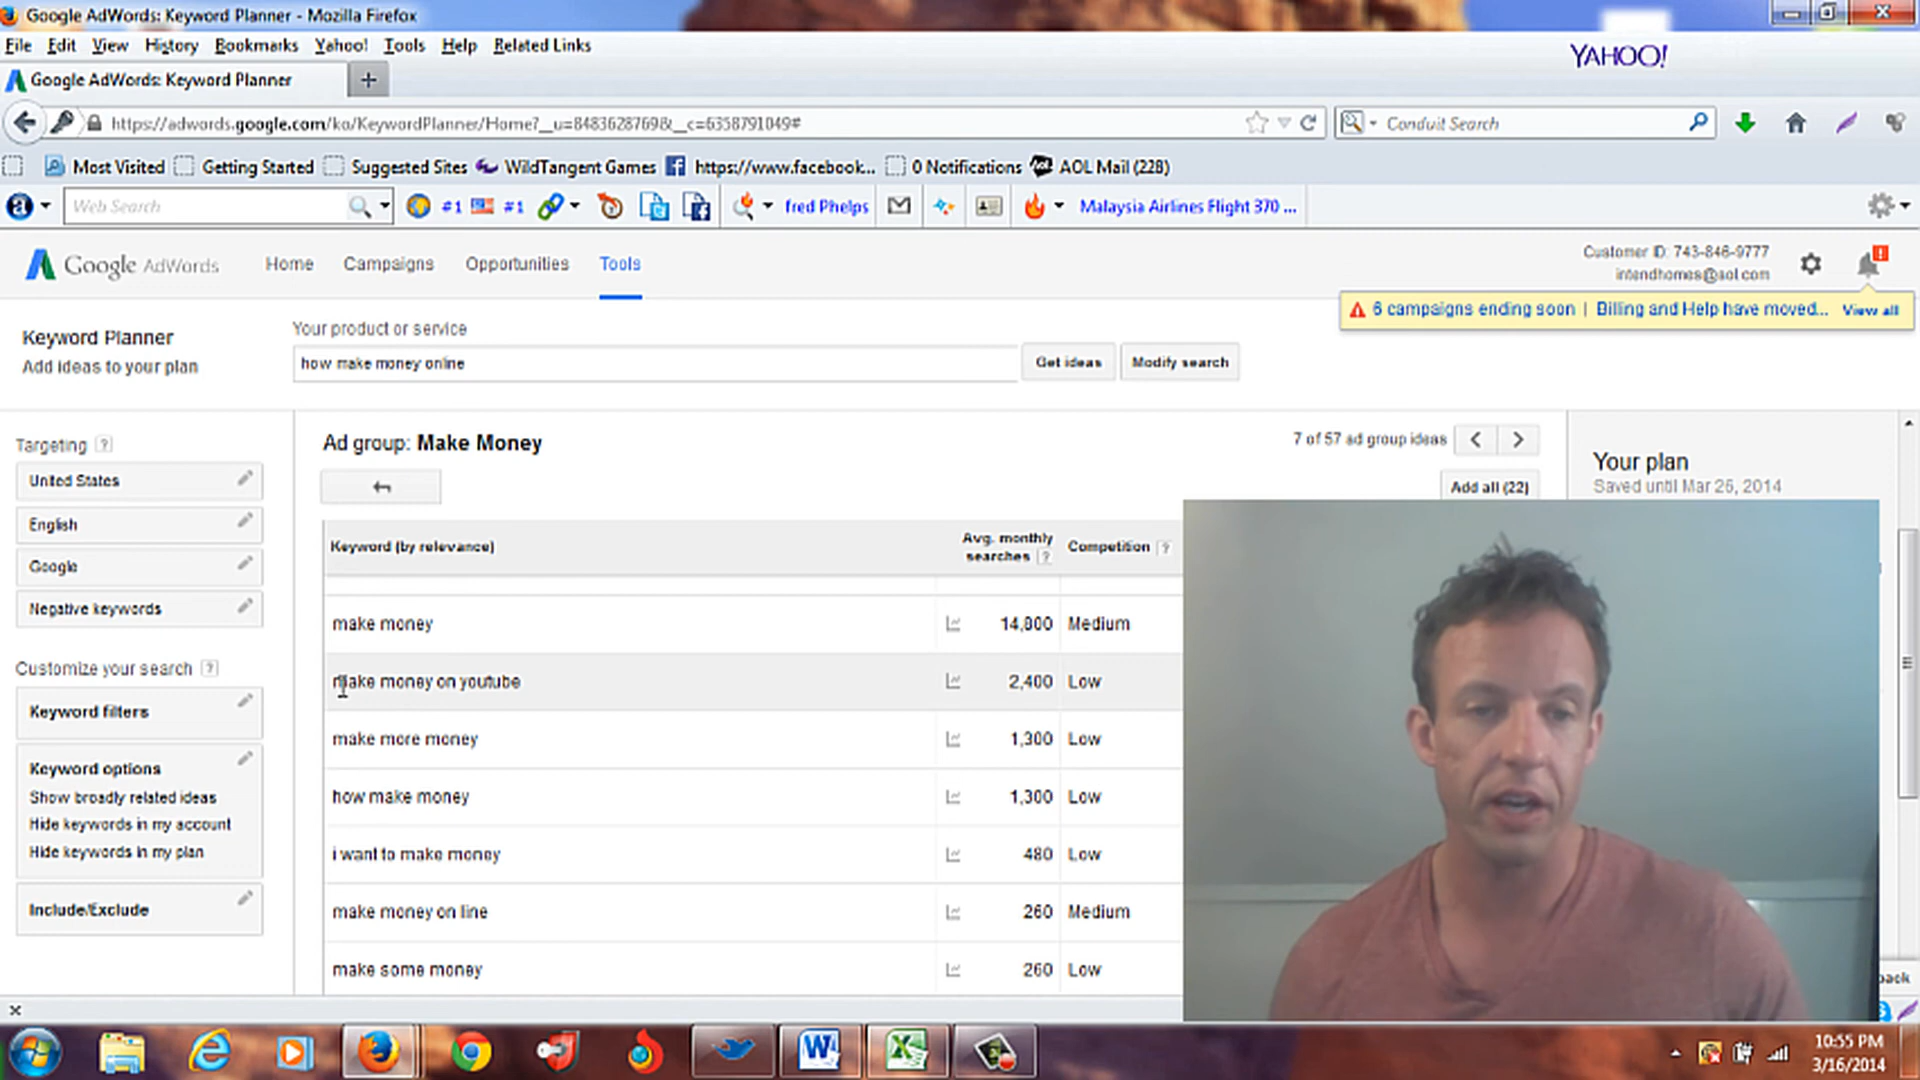 Google AdWords: Keyword Planner - Mozilla Firefox
File Edit View History Bookmarks Yahoo! Tools Help Related Links
YAHOO!
Google AdWords: Keyword Planner
https://adwords.google.com/ko/KeywordPlanner/Home?__u=8483628769&__c=6358791049#
Conduit Search
Most Visited Getting Started Suggested Sites WildTangent Games https://www.facebook... 0 Notifications AOL Mail (228)
Web Search #1 #1 fred Phelps Malaysia Airlines Flight 370 ...
Google AdWords Home Campaigns Opportunities Tools
Customer ID: 743-846-9777
intendhomes@aol.com
6 campaigns ending soon | Billing and Help have moved... View all
Keyword Planner
Add ideas to your plan
Your product or service
how make money online
Get ideas Modify search
Targeting ?
United States
English
Google
Negative keywords
Customize your search ?
Keyword filters
Keyword options
Show broadly related ideas
Hide keywords in my account
Hide keywords in my plan
Include/Exclude
Ad group: Make Money
7 of 57 ad group ideas
Add all (22)
Your plan
Saved until Mar 26, 2014
Keyword (by relevance) Avg. monthly searches ? Competition ?
make money 14,800 Medium
make money on youtube 2,400 Low
make more money 1,300 Low
how make money 1,300 Low
i want to make money 480 Low
make money on line 260 Medium
make some money 260 Low
10:55 PM
3/16/2014